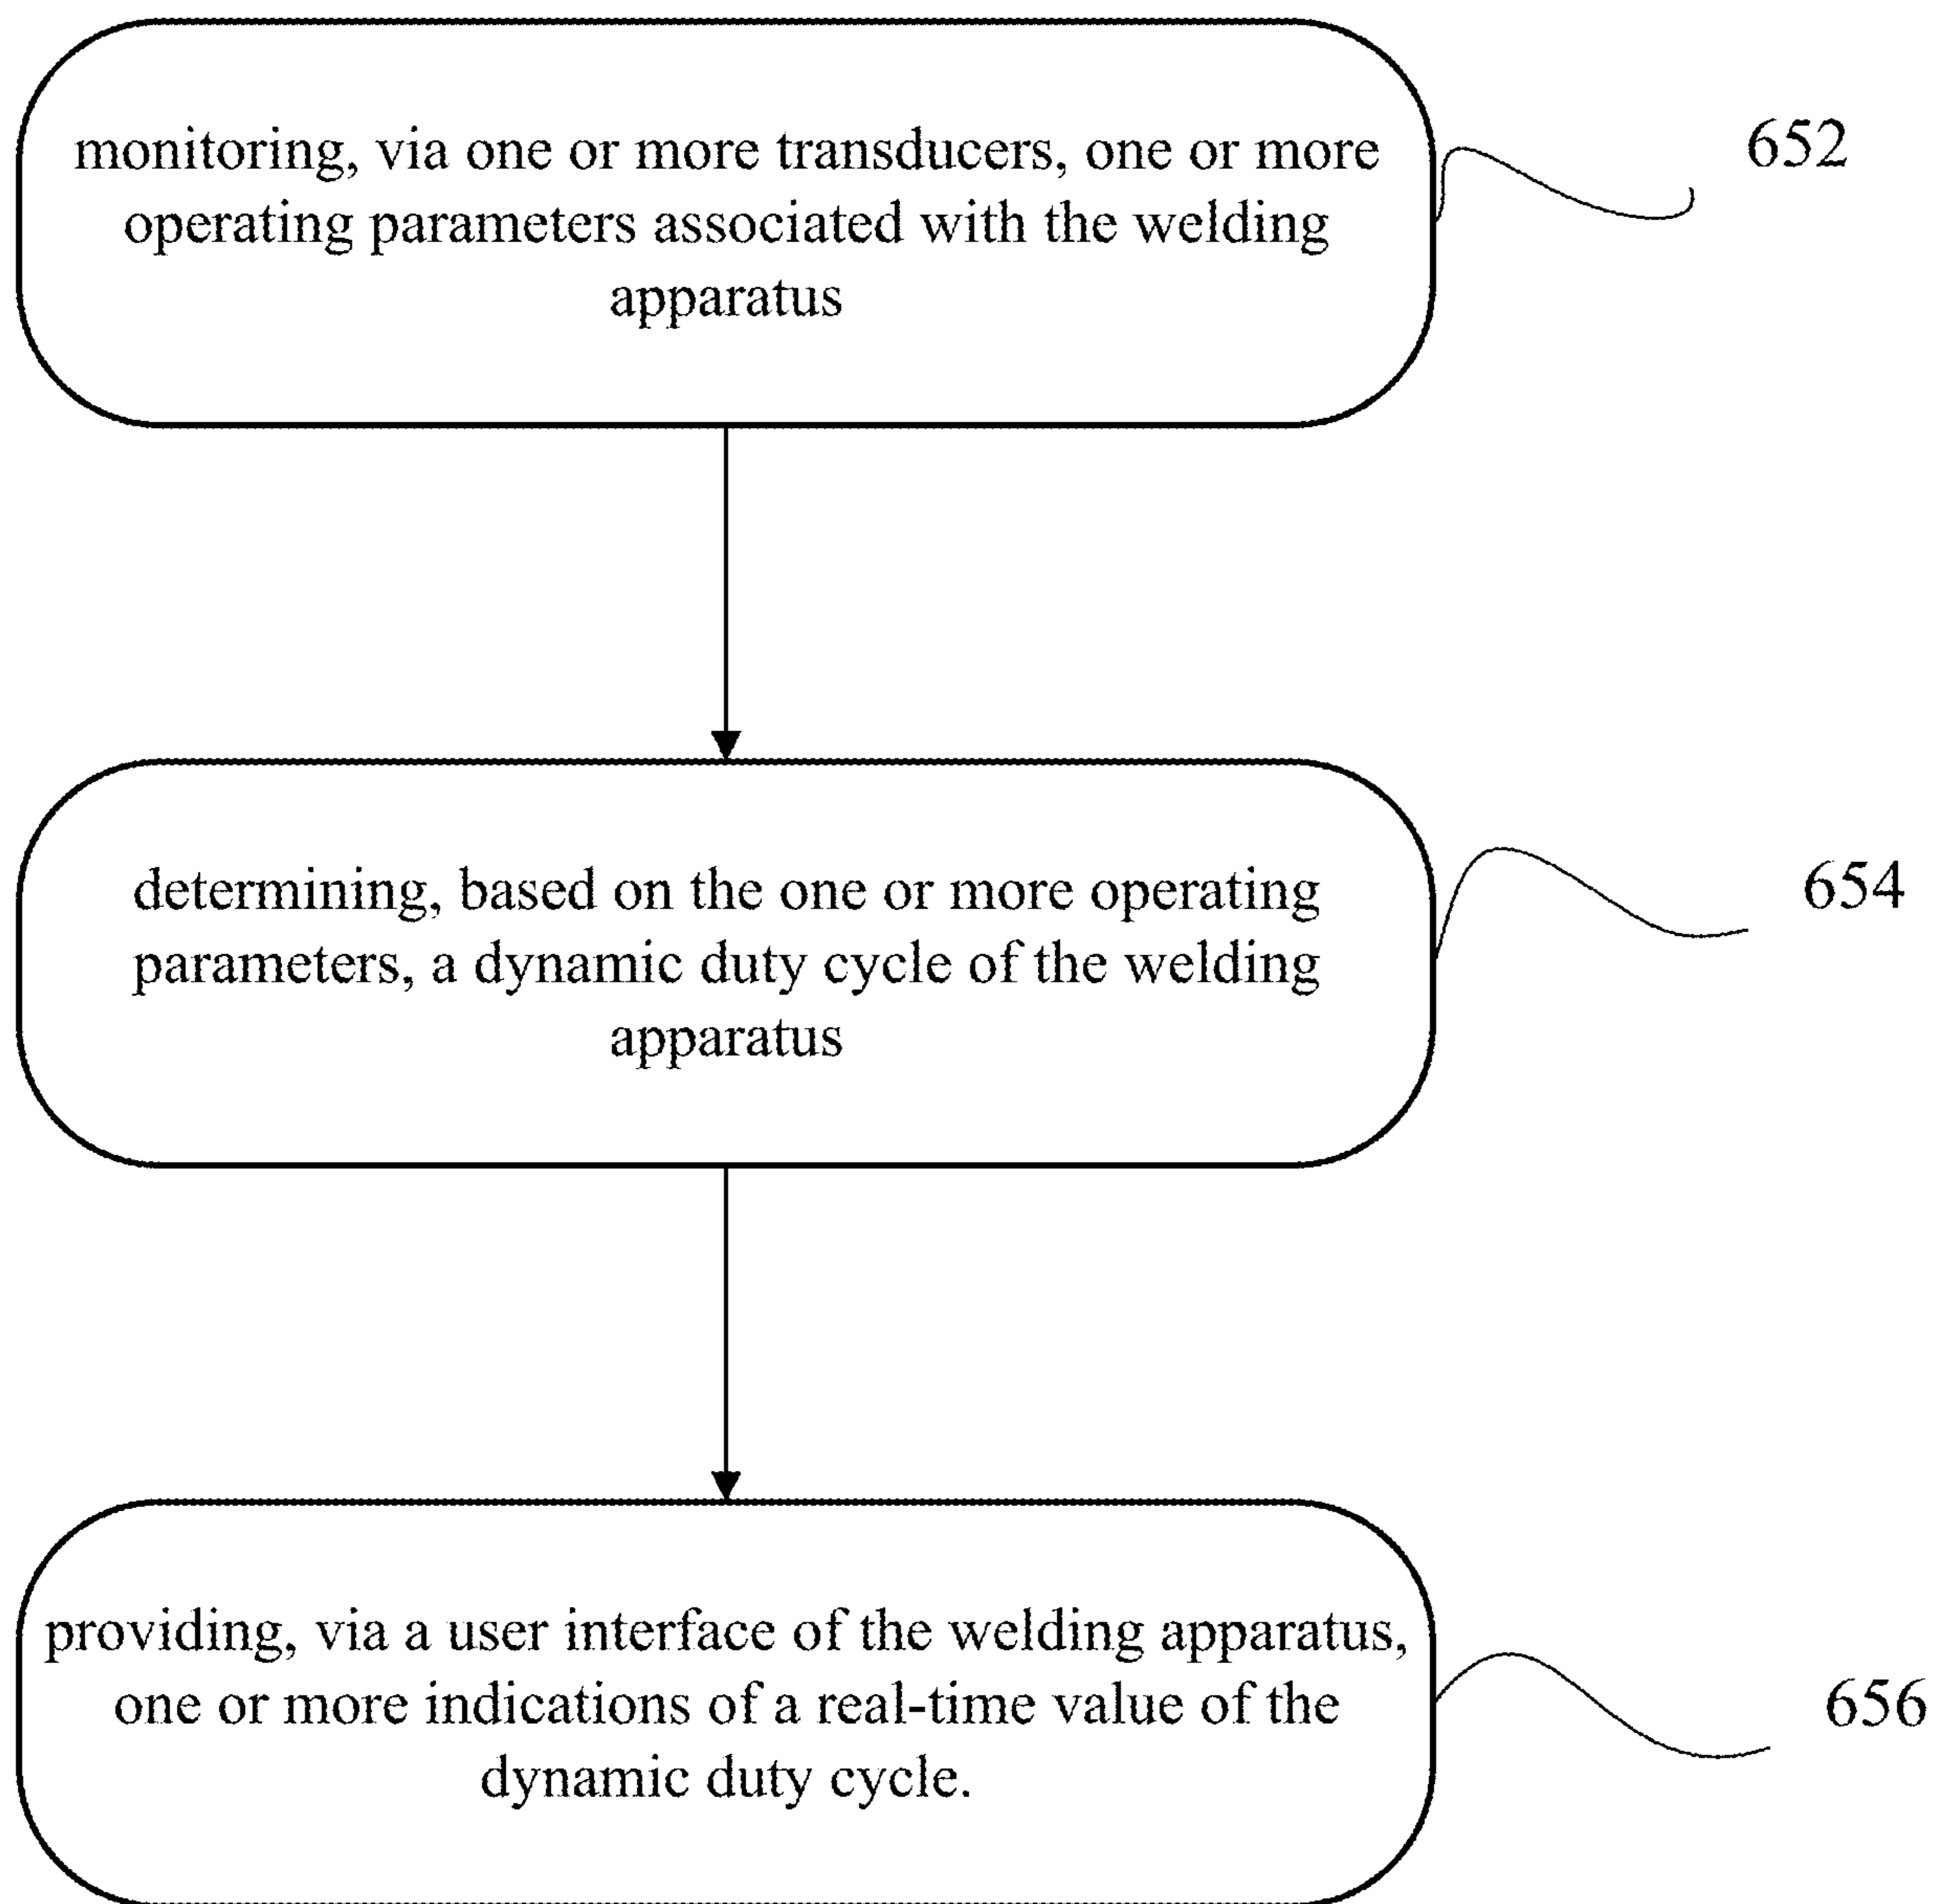 monitoring, via one or more transducers, one or more
operating parameters associated with the welding
apparatus
652
determining, based on the one or more operating
parameters, a dynamic duty cycle of the welding
apparatus
654
providing, via a user interface of the welding apparatus,
one or more indications of a real-time value of the
dynamic duty cycle.
656